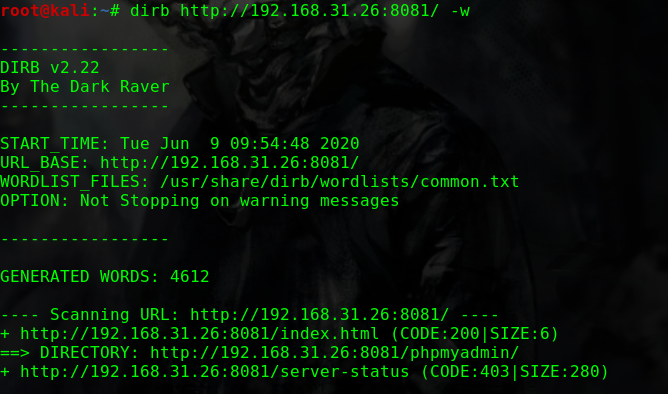 root@kali:~# dirb http://192.168.31.26:8081/ -w
-----------------
DIRB v2.22
By The Dark Raver
-----------------
START_TIME: Tue Jun  9 09:54:48 2020
URL_BASE: http://192.168.31.26:8081/
WORDLIST_FILES: /usr/share/dirb/wordlists/common.txt
OPTION: Not Stopping on warning messages
-----------------
GENERATED WORDS: 4612
---- Scanning URL: http://192.168.31.26:8081/ ----
+ http://192.168.31.26:8081/index.html (CODE:200|SIZE:6)
==> DIRECTORY: http://192.168.31.26:8081/phpmyadmin/
+ http://192.168.31.26:8081/server-status (CODE:403|SIZE:280)